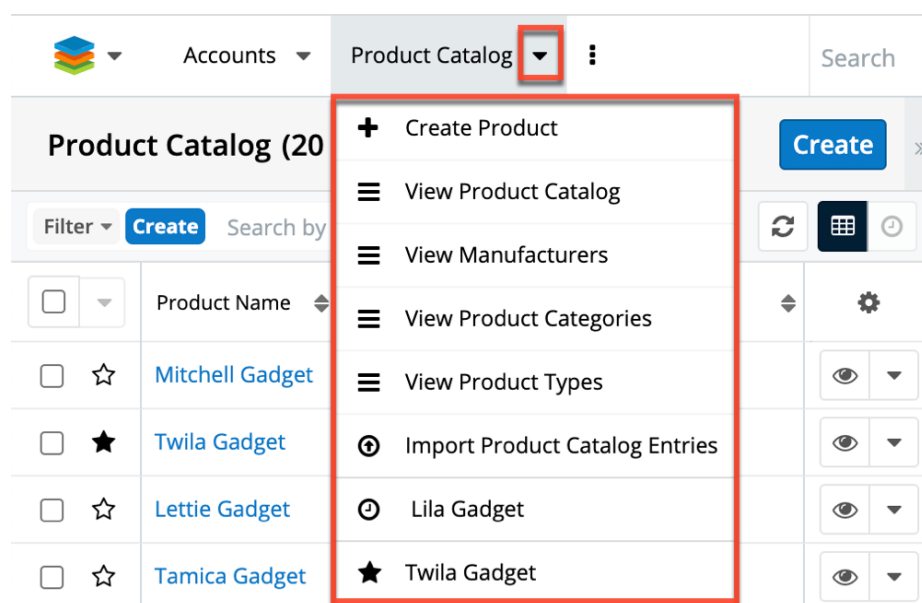 Accounts
Product Catalog
Search
Product Catalog (20
Create
Filter
Create
Search by
Product Name
Mitchell Gadget
Twila Gadget
Lettie Gadget
Tamica Gadget
Create Product
View Product Catalog
View Manufacturers
View Product Categories
View Product Types
Import Product Catalog Entries
Lila Gadget
Twila Gadget